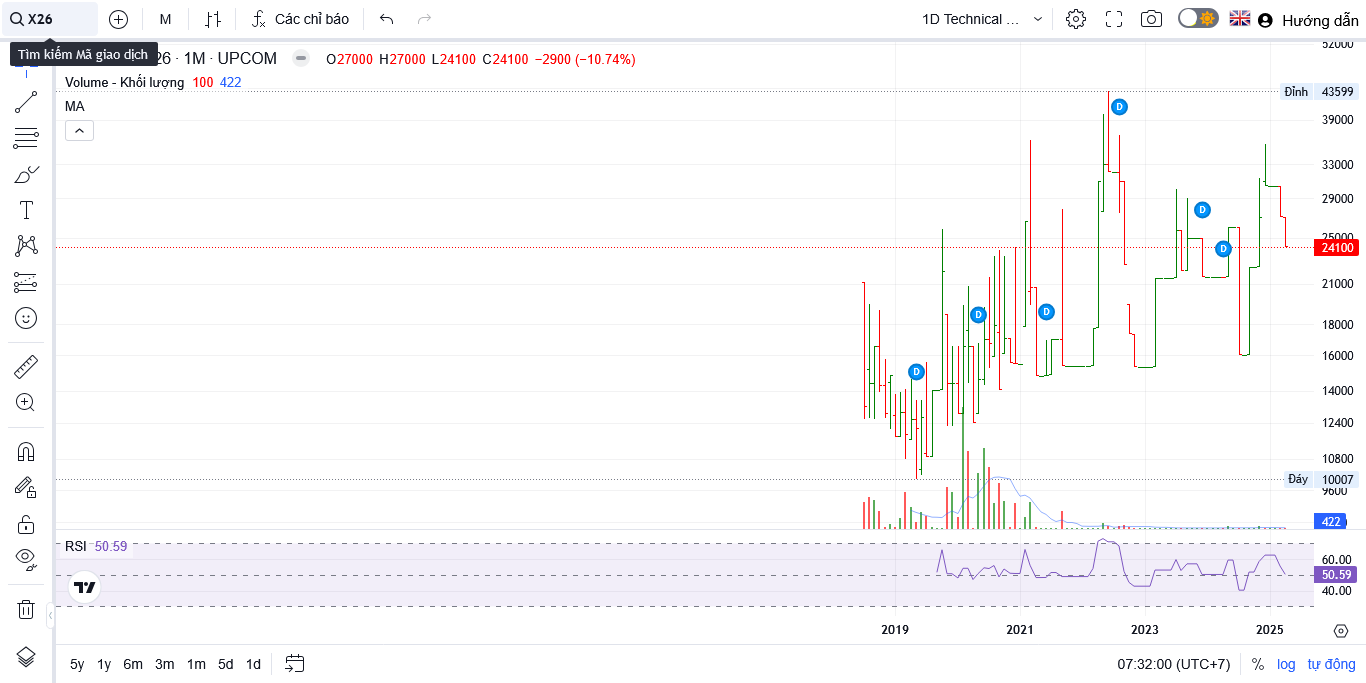 X26
M
Các chỉ báo
1D Technical ...
Hướng dẫn
Tìm kiếm Mã giao dịch
26 · 1M · UPCOM
O27000 H27000 L24100 C24100 −2900 (−10.74%)
Volume - Khối lượng 100 422
MA
52000
Đỉnh 43599
39000
33000
29000
25000
24100
21000
18000
16000
14000
12400
10800
Đáy 10007
9600
422
D
D
D
D
D
D
RSI 50.59
60.00
50.59
40.00
2019 2021 2023 2025
5y 1y 6m 3m 1m 5d 1d
07:32:00 (UTC+7)
% log tự động